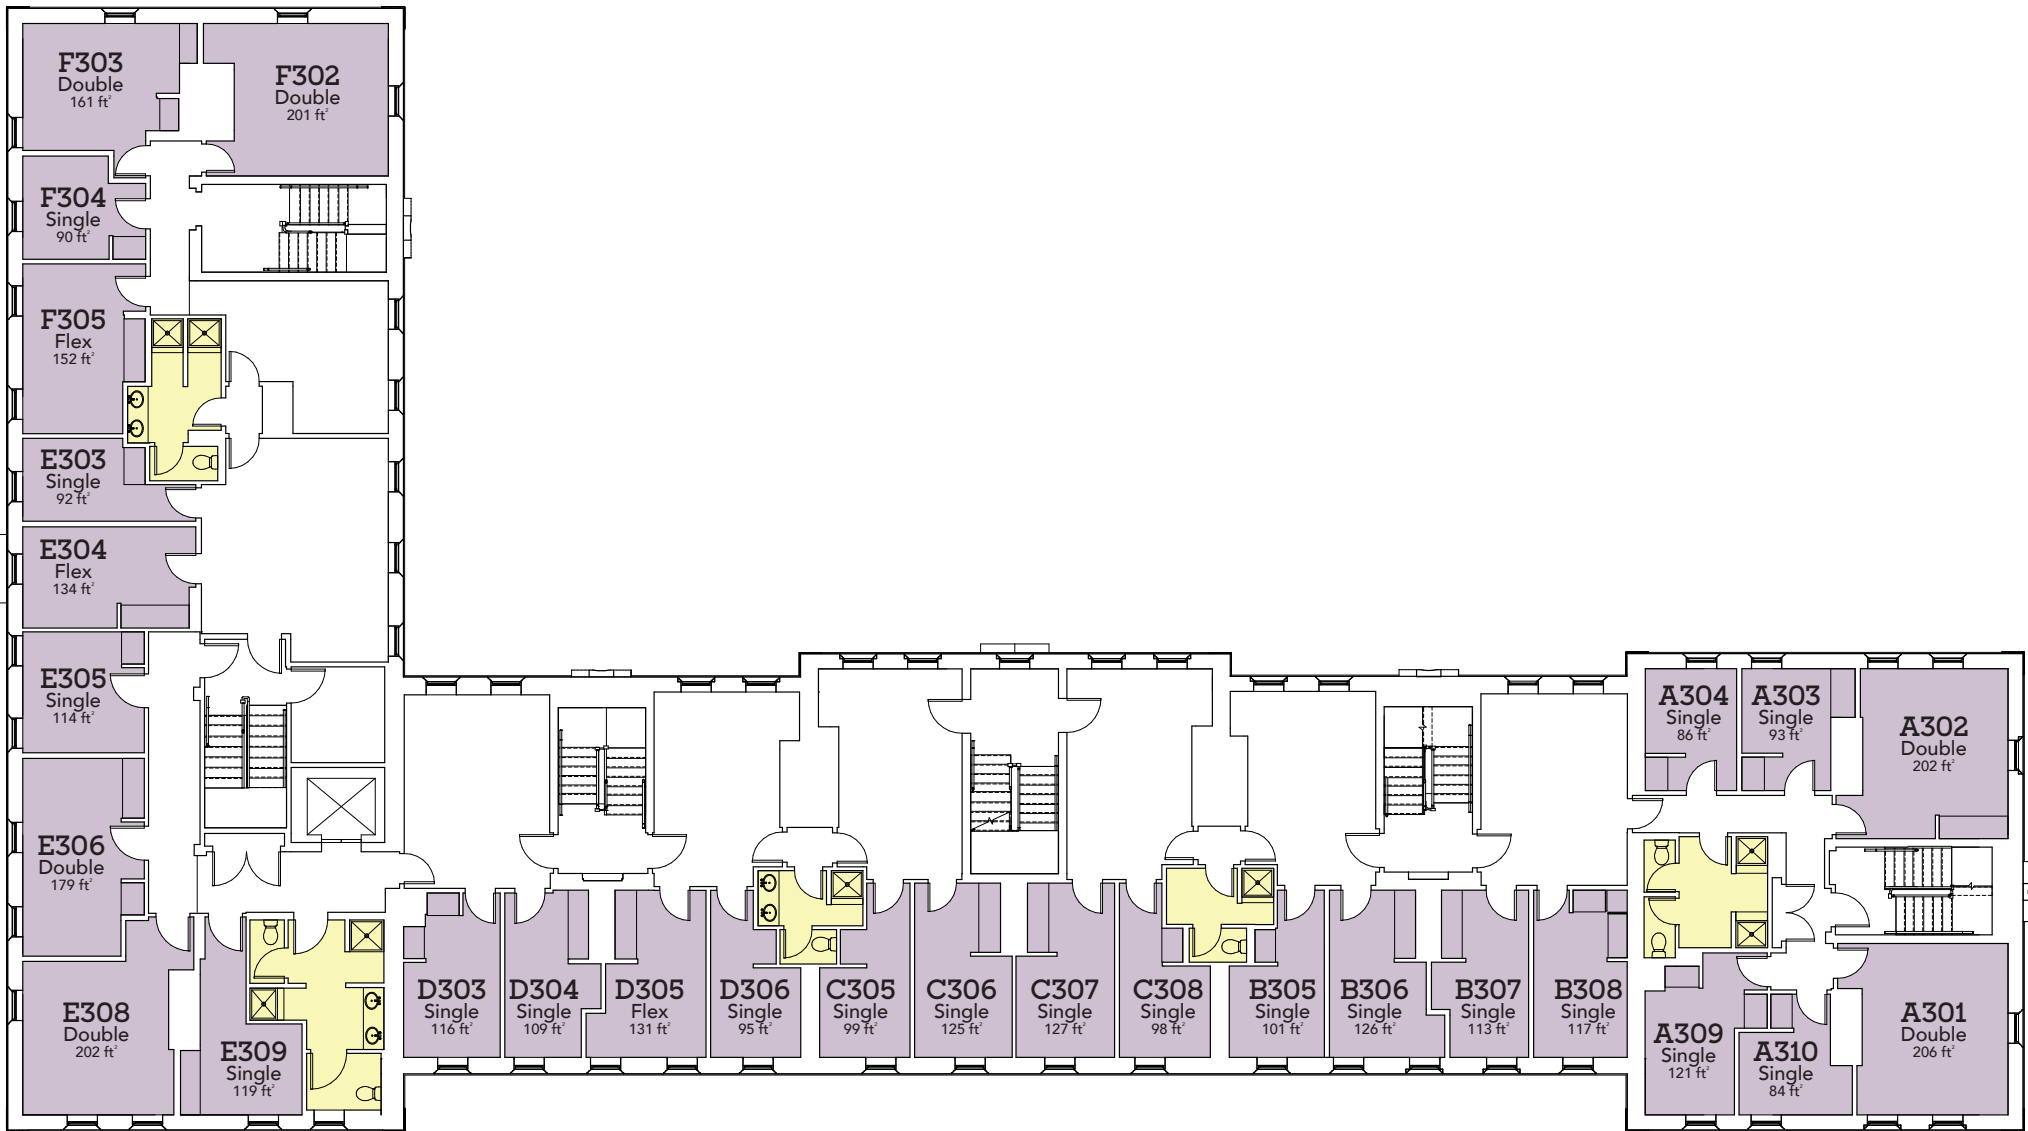 F303
Double
161 ft²
F302
Double
201 ft²
F304
Single
90 ft²
F305
Flex
152 ft²
E303
Single
92 ft²
E304
Flex
134 ft²
E305
Single
114 ft²
E306
Double
179 ft²
E308
Double
202 ft²
E309
Single
119 ft²
D303
Single
116 ft²
D304
Single
109 ft²
D305
Flex
131 ft²
D306
Single
95 ft²
C305
Single
99 ft²
C306
Single
125 ft²
C307
Single
127 ft²
C308
Single
98 ft²
B305
Single
101 ft²
B306
Single
126 ft²
B307
Single
113 ft²
B308
Single
117 ft²
A304
Single
86 ft²
A303
Single
93 ft²
A302
Double
202 ft²
A309
Single
121 ft²
A310
Single
84 ft²
A301
Double
206 ft²